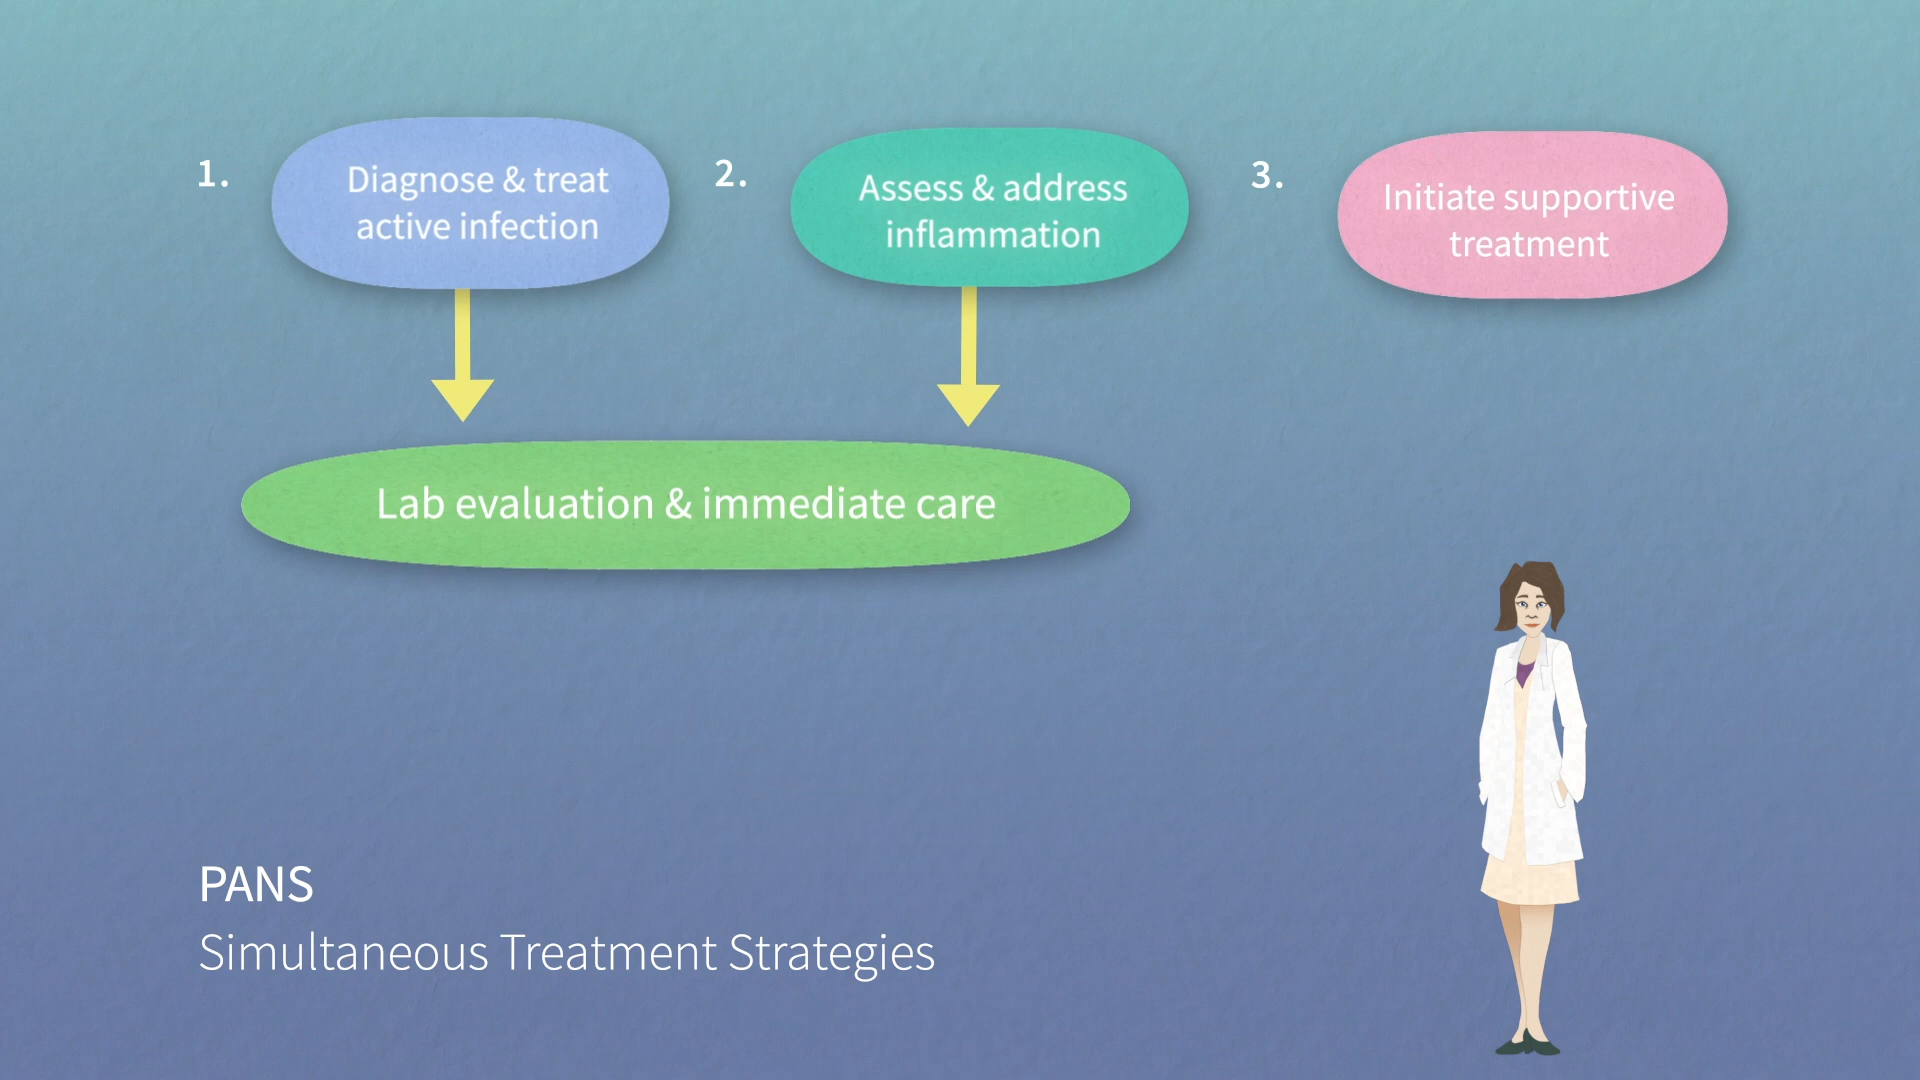 1.
Diagnose & treat
active infection
2.
Assess & address
inflammation
3.
Initiate supportive
treatment
Lab evaluation & immediate care
PANS
Simultaneous Treatment Strategies